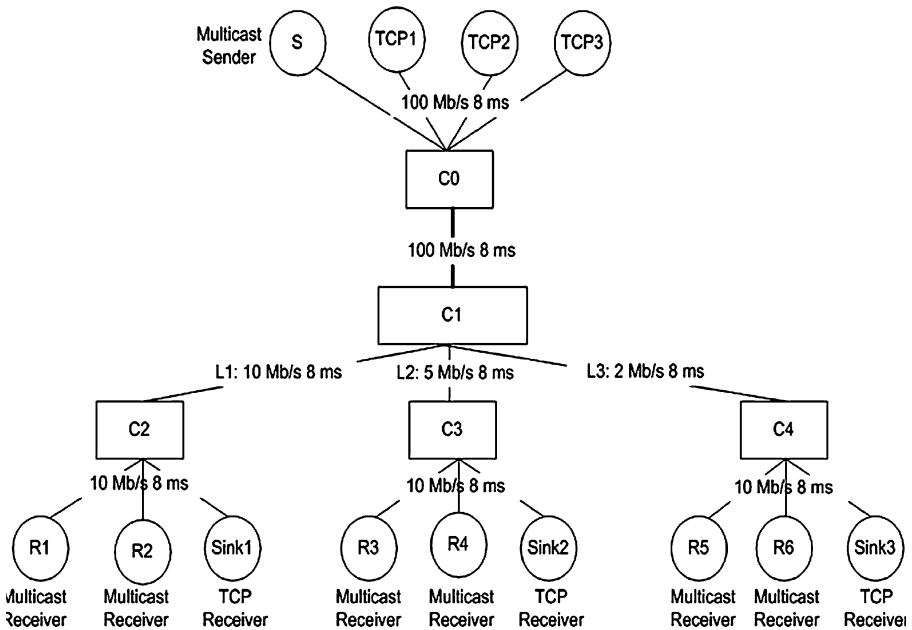 Multicast
Sender
S
TCP1
TCP2
TCP3
100 Mb/s 8 ms
C0
100 Mb/s 8 ms
C1
L1: 10 Mb/s 8 ms
L2: 5 Mb/s 8 ms
L3: 2 Mb/s 8 ms
C2
C3
C4
10 Mb/s 8 ms
10 Mb/s 8 ms
10 Mb/s 8 ms
R1
R2
Sink1
R3
R4
Sink2
R5
R6
Sink3
Multicast
Receiver
Multicast
Receiver
TCP
Receiver
Multicast
Receiver
Multicast
Receiver
TCP
Receiver
Multicast
Receiver
Multicast
Receiver
TCP
Receiver